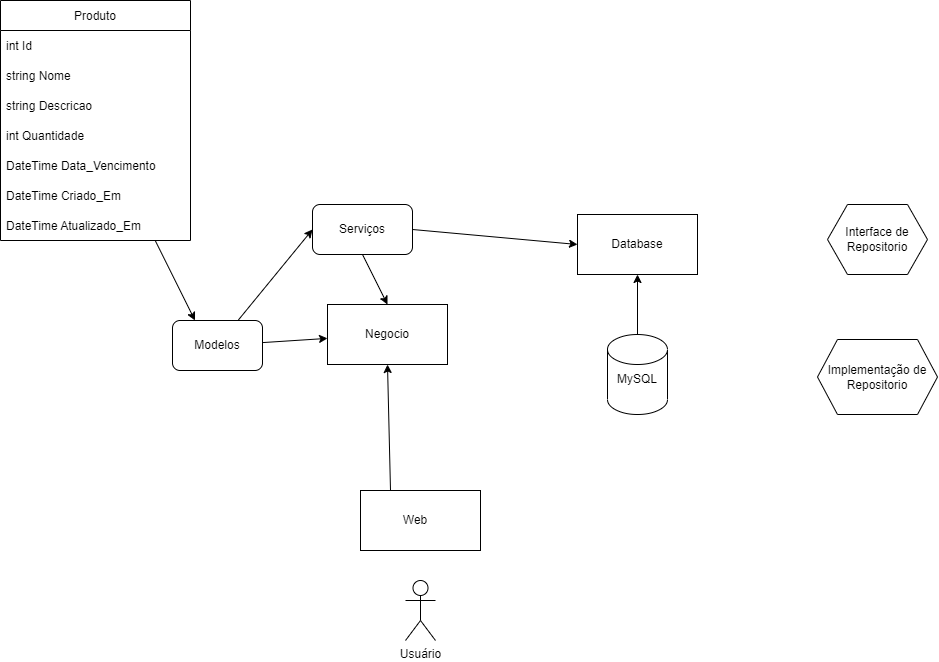 Produto
int Id
string Nome
string Descricao
int Quantidade
DateTime Data_Vencimento
DateTime Criado_Em
DateTime Atualizado_Em
Serviços
Database
Interface de
Repositorio
Modelos
Negocio
MySQL
Implementação de
Repositorio
Web
Usuário